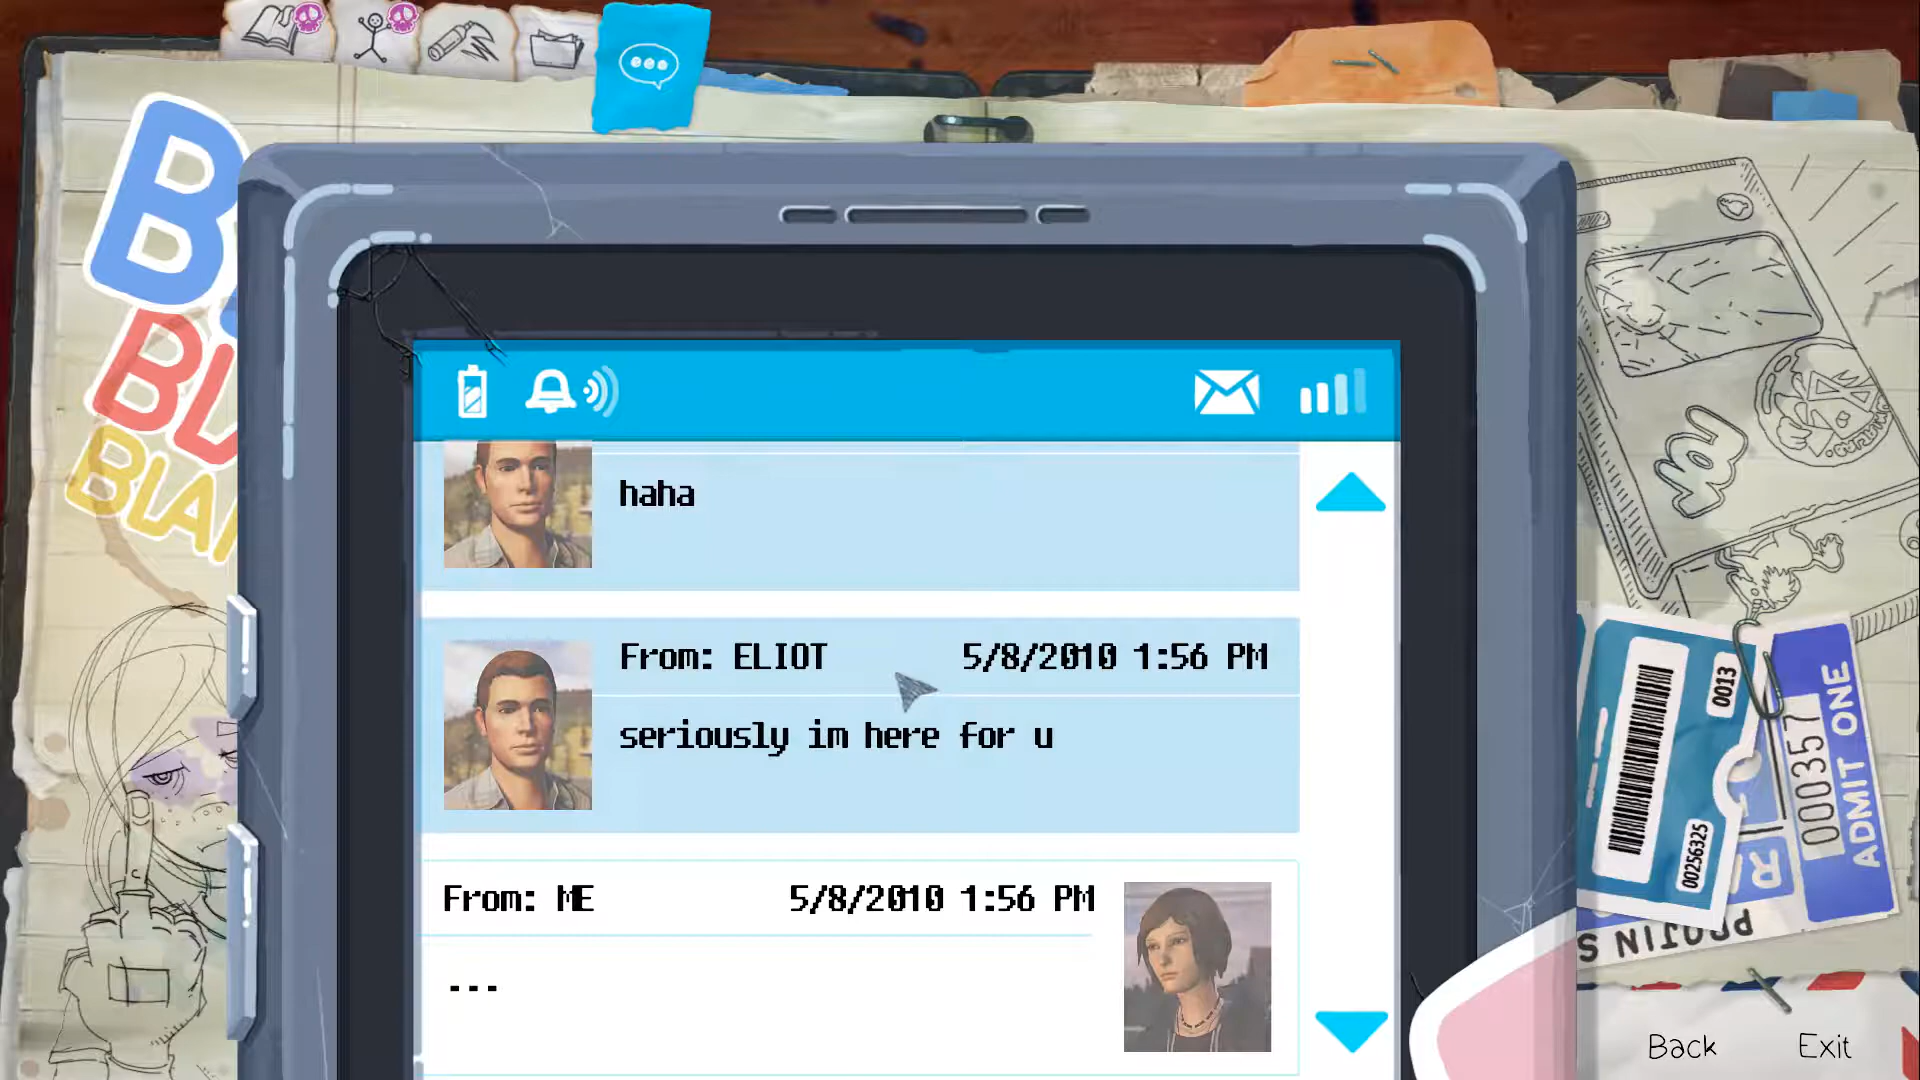 haha
From: ELIOT 5/8/2010 1:56 PM
seriously im here for u
From: ME 5/8/2010 1:56 PM
---
0013
00256325
000357
ADMIT ONE
Back
Exit